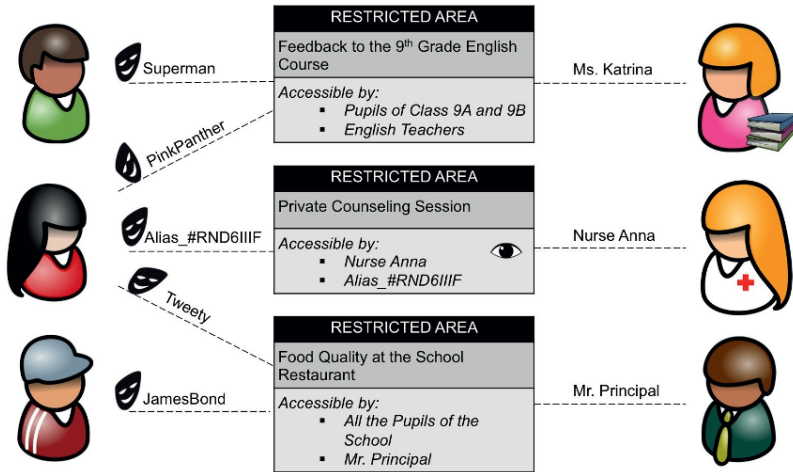 RESTRICTED AREA
Feedback to the 9th Grade English
Course
Accessible by:
▪ Pupils of Class 9A and 9B
▪ English Teachers
Superman
PinkPanther
Ms. Katrina
RESTRICTED AREA
Private Counseling Session
Accessible by:
▪ Nurse Anna
▪ Alias_#RND6IIIF
Alias_#RND6IIIF
Nurse Anna
Tweety
RESTRICTED AREA
Food Quality at the School
Restaurant
Accessible by:
▪ All the Pupils of the
School
▪ Mr. Principal
JamesBond
Mr. Principal